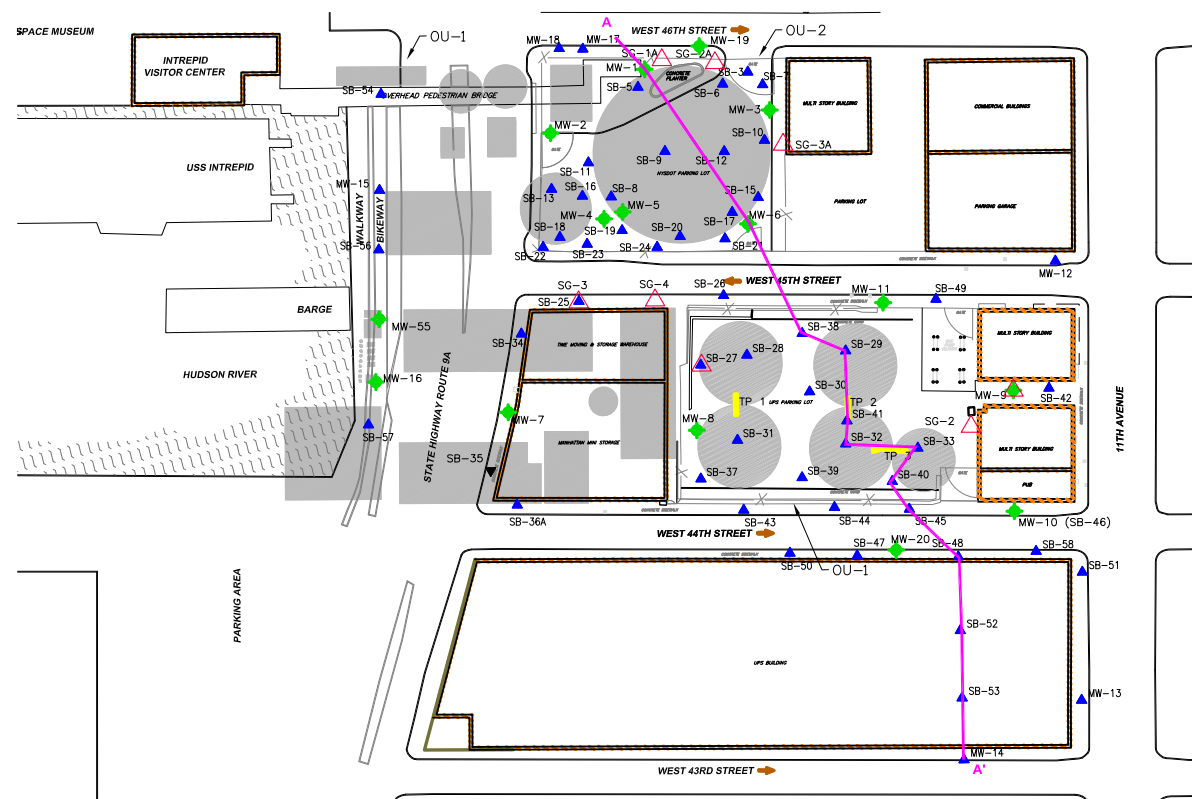 SPACE MUSEUM
A
WEST 46TH STREET
OU-1
OU-2
MW-18
MW-17
MW-19
INTREPID
VISITOR CENTER
SG-1A
SG-2A
MW-1
SB-3
SB-7
CONCRETE
PLANTER
SB-54
OVERHEAD PEDESTRIAN BRIDGE
SB-5
SB-6
MULTI STORY BUILDING
COMMERCIAL BUILDINGS
MW-3
MW-2
SB-10
SG-3A
GATE
SB-9
SB-12
USS INTREPID
SB-11
NYSDOT PARKING LOT
MW-15
SB-13
SB-16
SB-8
SB-15
PARKING LOT
PARKING GARAGE
WALKWAY
BIKEWAY
MW-4
MW-5
SB-17
MW-6
SB-18
SB-19
SB-20
SB-21
SB-56
SB-22
SB-23
SB-24
CONCRETE SIDEWALK
MW-12
WEST 45TH STREET
SG-3
SG-4
SB-26
SB-25
MW-11
SB-49
BARGE
MW-55
SB-34
SB-38
MULTI STORY BUILDING
TIME MOVING & STORAGE WAREHOUSE
SB-27
SB-28
SB-29
HUDSON RIVER
MW-16
STATE HIGHWAY ROUTE 9A
SB-30
TP 1
UPS PARKING LOT
TP 2
MW-9
SB-42
11TH AVENUE
MW-7
MW-8
SB-41
SG-2
SB-57
SB-31
SB-32
SB-33
MANHATTAN MINI STORAGE
TP 3
MULTI STORY BUILDING
SB-35
SB-37
SB-39
SB-40
GATE
PUB
SB-36A
SB-43
SB-44
SB-45
MW-10 (SB-46)
WEST 44TH STREET
SB-50
SB-47
MW-20
SB-48
SB-58
OU-1
SB-51
PARKING AREA
SB-52
UPS BUILDING
SB-53
MW-13
MW-14
WEST 43RD STREET
A'